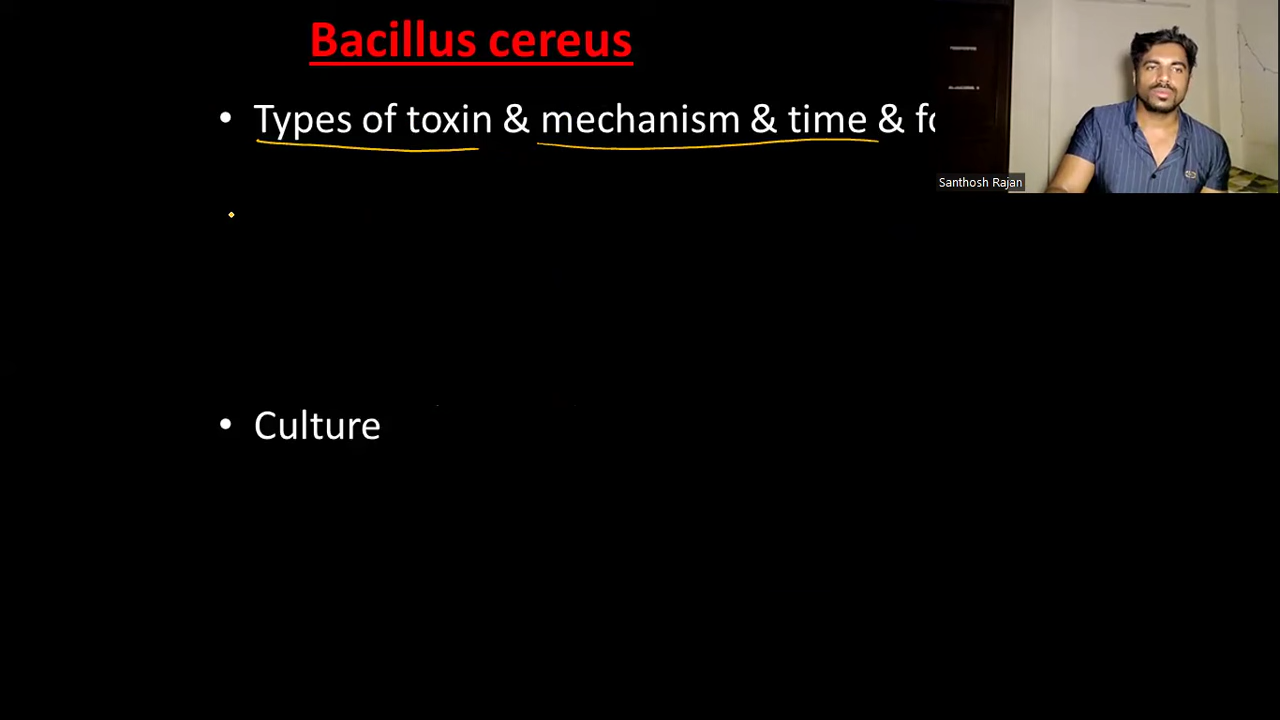 Bacillus cereus
• Types of toxin & mechanism & time &
Santhosh Rajan
• Culture